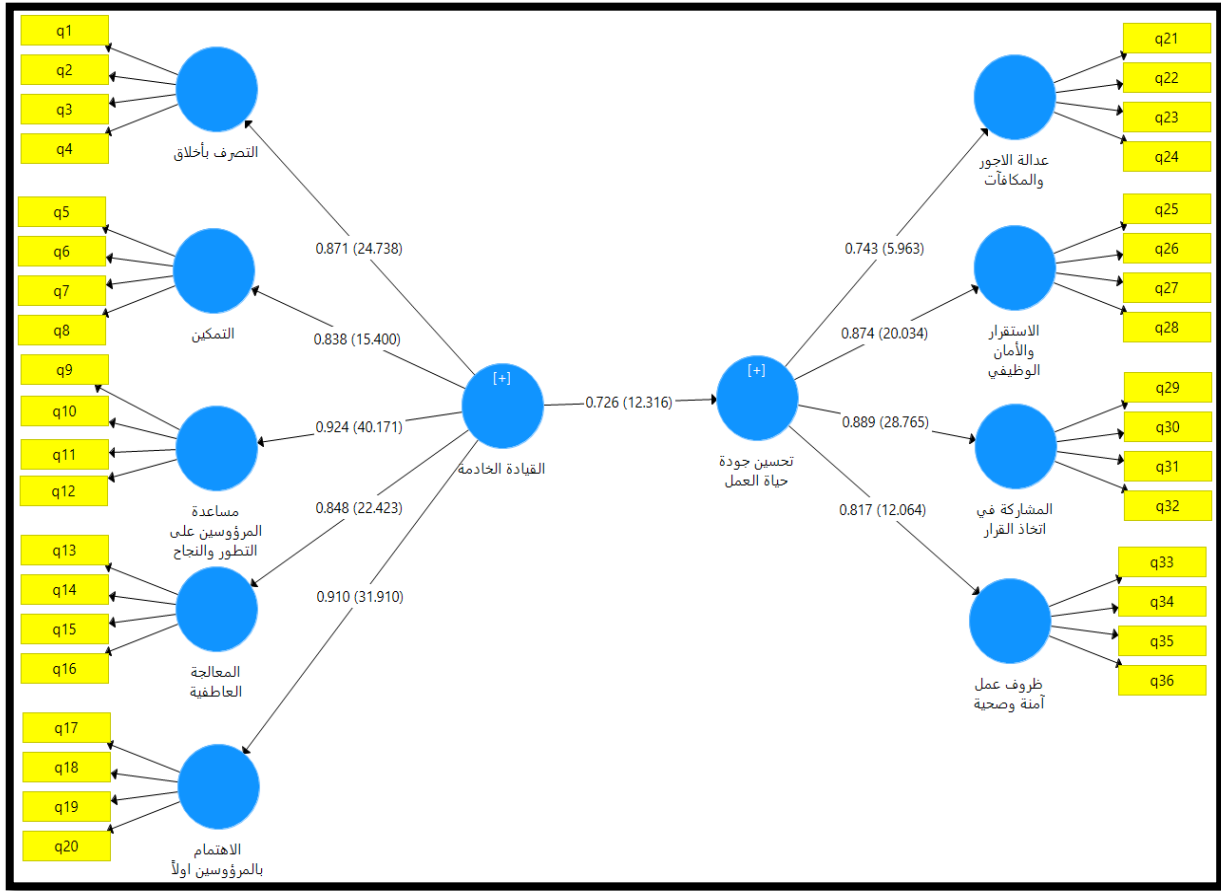 q1
q2
q3
q4
التصرف بأخلاق
q5
q6
q7
q8
التمكين
q9
q10
q11
q12
مساعدة
المرؤوسين على
التطور والنجاح
q13
q14
q15
q16
المعالجة
العاطفية
q17
q18
q19
q20
الاهتمام
بالمرؤوسين اولاً
0.871 (24.738)
0.838 (15.400)
0.924 (40.171)
0.848 (22.423)
0.910 (31.910)
[+]
القيادة الخادمة
0.726 (12.316)
[+]
تحسين جودة
حياة العمل
0.743 (5.963)
0.874 (20.034)
0.889 (28.765)
0.817 (12.064)
q21
q22
q23
q24
عدالة الاجور
والمكافآت
q25
q26
q27
q28
الاستقرار
والأمان
الوظيفي
q29
q30
q31
q32
المشاركة في
اتخاذ القرار
q33
q34
q35
q36
ظروف عمل
آمنة وصحية